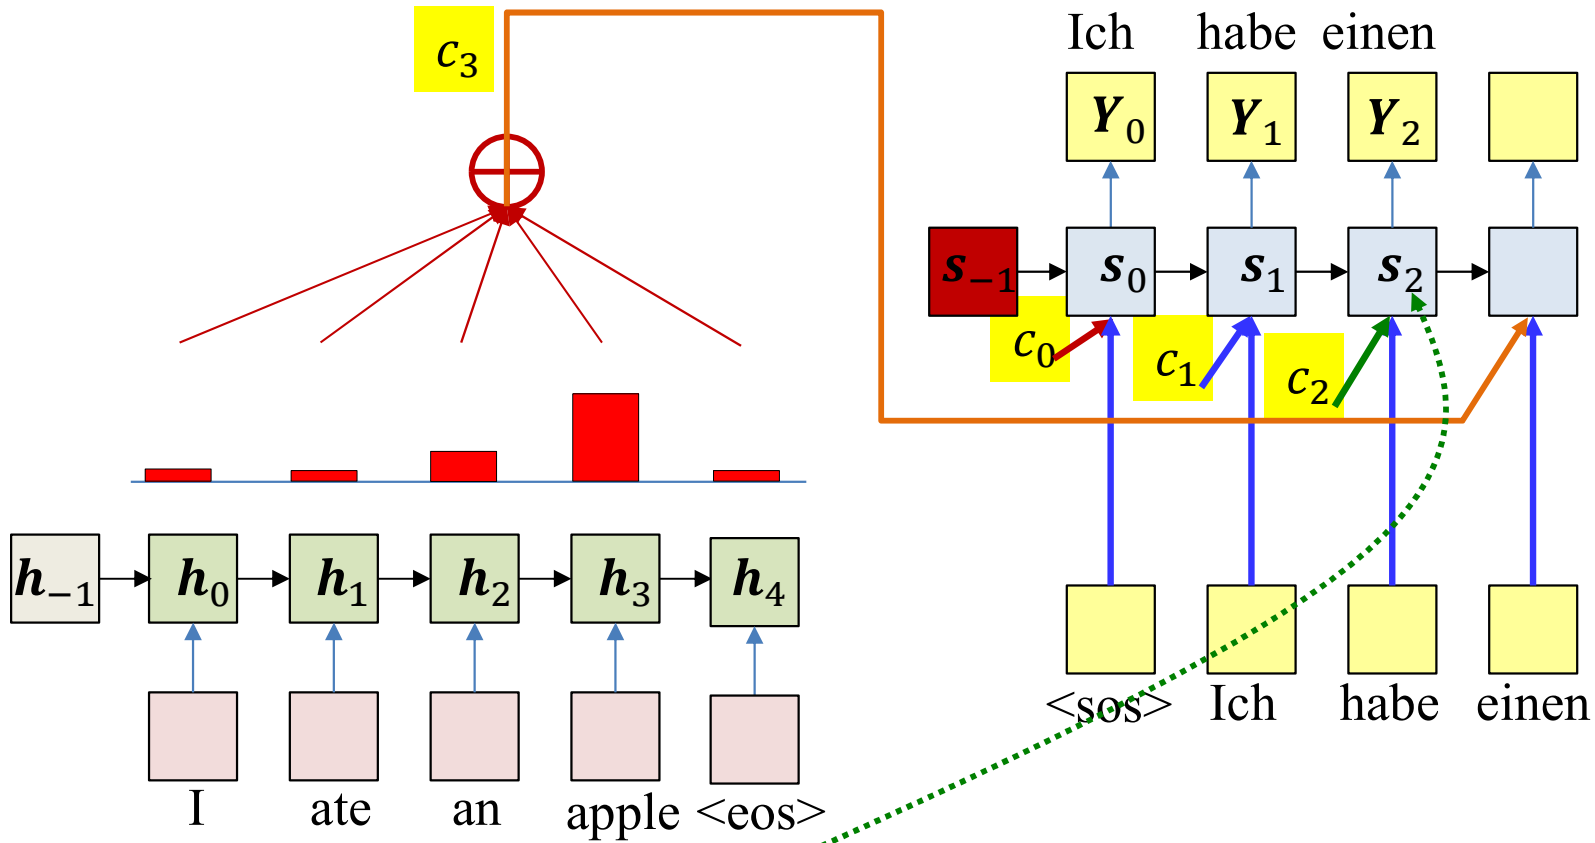 c₃
Ich habe einen
Y₀ Y₁ Y₂
s₋₁ s₀ s₁ s₂
c₀ c₁ c₂
h₋₁ h₀ h₁ h₂ h₃ h₄
<sos> Ich habe einen
I ate an apple <eos>